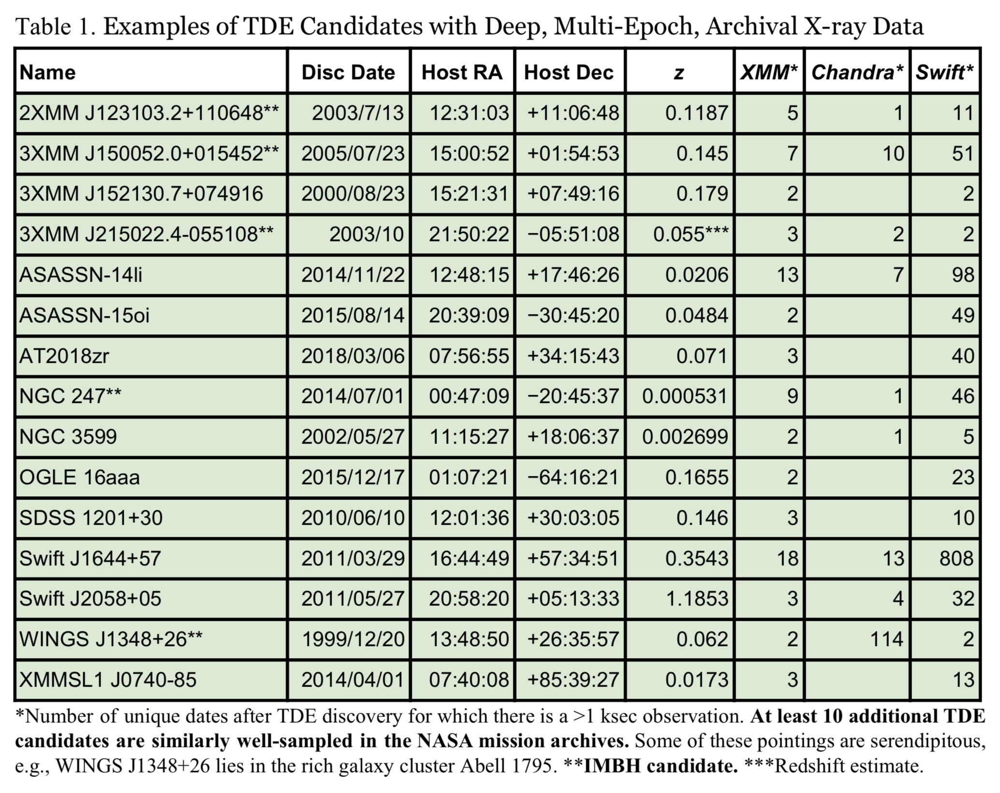 Table 1. Examples of TDE Candidates with Deep, Multi-Epoch, Archival X-ray Data
Name Disc Date Host RA Host Dec z XMM* Chandra* Swift*
2XMM J123103.2+110648** 2003/7/13 12:31:03 +11:06:48 0.1187 5 1 11
3XMM J150052.0+015452** 2005/07/23 15:00:52 +01:54:53 0.145 7 10 51
3XMM J152130.7+074916 2000/08/23 15:21:31 +07:49:16 0.179 2 2
3XMM J215022.4-055108** 2003/10 21:50:22 −05:51:08 0.055*** 3 2 2
ASASSN-14li 2014/11/22 12:48:15 +17:46:26 0.0206 13 7 98
ASASSN-15oi 2015/08/14 20:39:09 −30:45:20 0.0484 2 49
AT2018zr 2018/03/06 07:56:55 +34:15:43 0.071 3 40
NGC 247** 2014/07/01 00:47:09 −20:45:37 0.000531 9 1 46
NGC 3599 2002/05/27 11:15:27 +18:06:37 0.002699 2 1 5
OGLE 16aaa 2015/12/17 01:07:21 −64:16:21 0.1655 2 23
SDSS 1201+30 2010/06/10 12:01:36 +30:03:05 0.146 3 10
Swift J1644+57 2011/03/29 16:44:49 +57:34:51 0.3543 18 13 808
Swift J2058+05 2011/05/27 20:58:20 +05:13:33 1.1853 3 4 32
WINGS J1348+26** 1999/12/20 13:48:50 +26:35:57 0.062 2 114 2
XMMSL1 J0740-85 2014/04/01 07:40:08 +85:39:27 0.0173 3 13
*Number of unique dates after TDE discovery for which there is a >1 ksec observation. At least 10 additional TDE
candidates are similarly well-sampled in the NASA mission archives. Some of these pointings are serendipitous,
e.g., WINGS J1348+26 lies in the rich galaxy cluster Abell 1795. **IMBH candidate. ***Redshift estimate.